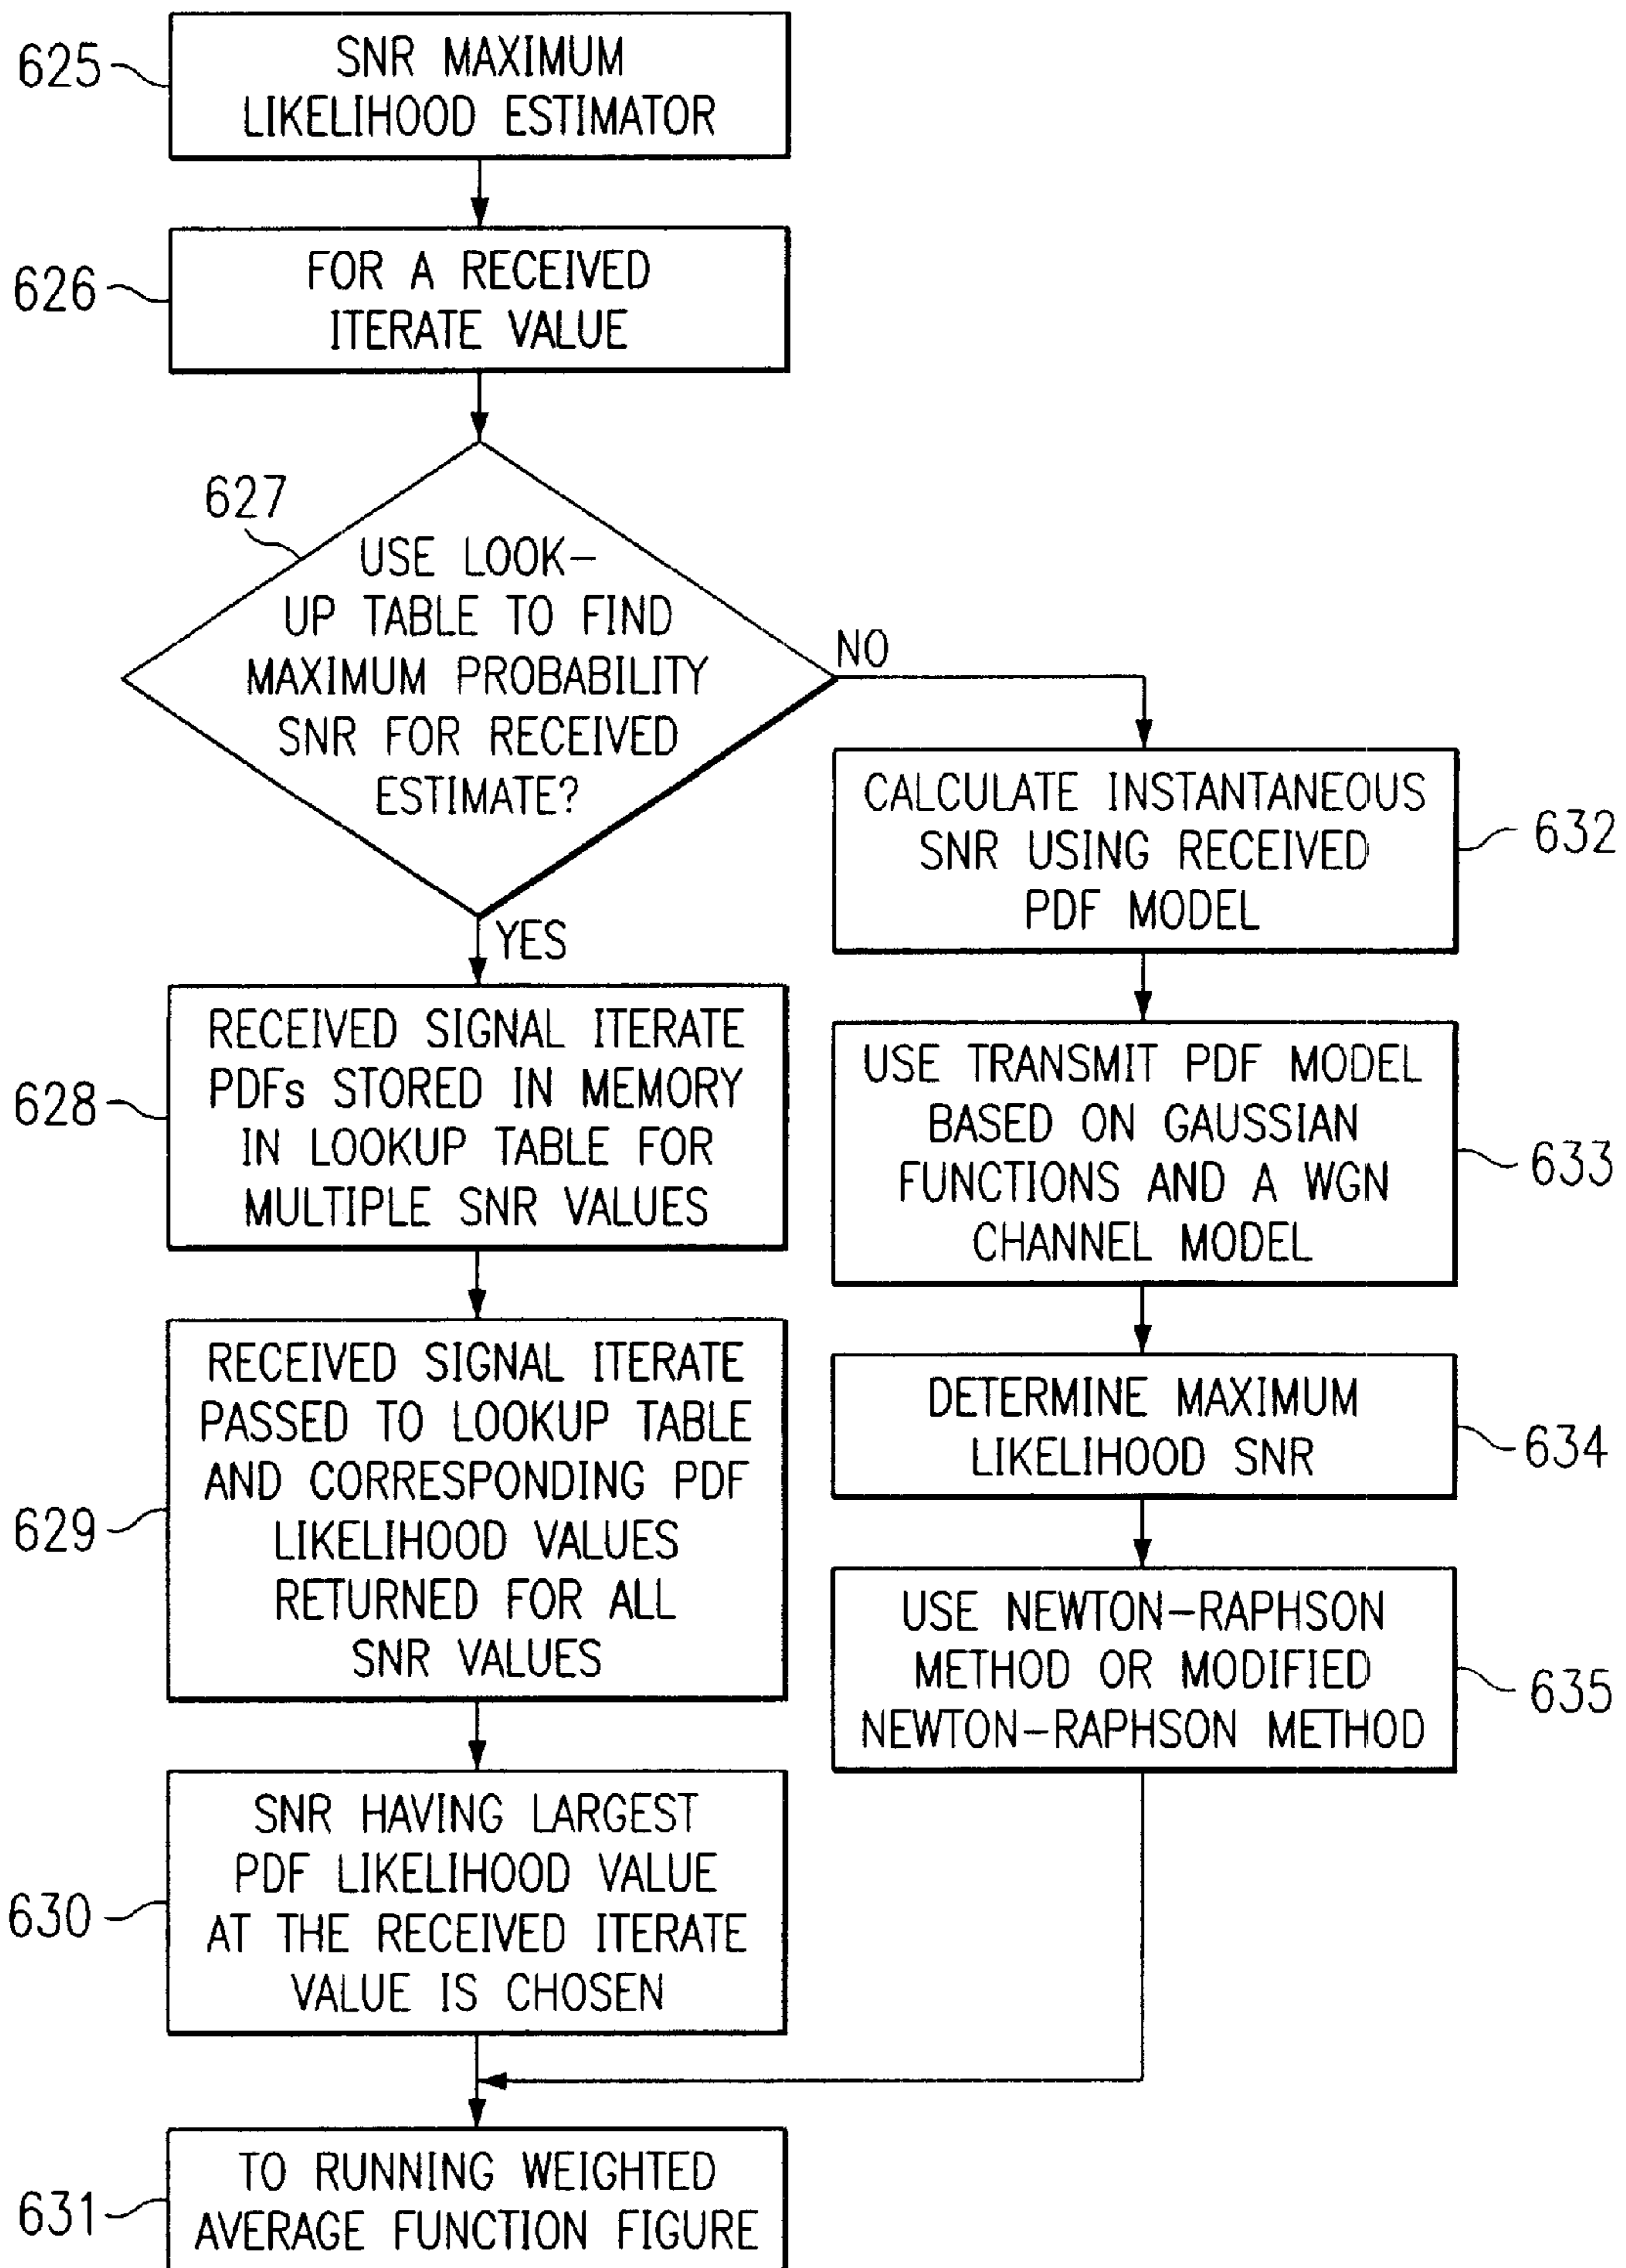 625
SNR MAXIMUM
LIKELIHOOD ESTIMATOR
626
FOR A RECEIVED
ITERATE VALUE
627
USE LOOK-
UP TABLE TO FIND
MAXIMUM PROBABILITY
SNR FOR RECEIVED
ESTIMATE?
NO
YES
628
RECEIVED SIGNAL ITERATE
PDFs STORED IN MEMORY
IN LOOKUP TABLE FOR
MULTIPLE SNR VALUES
629
RECEIVED SIGNAL ITERATE
PASSED TO LOOKUP TABLE
AND CORRESPONDING PDF
LIKELIHOOD VALUES
RETURNED FOR ALL
SNR VALUES
630
SNR HAVING LARGEST
PDF LIKELIHOOD VALUE
AT THE RECEIVED ITERATE
VALUE IS CHOSEN
CALCULATE INSTANTANEOUS
SNR USING RECEIVED
PDF MODEL
632
USE TRANSMIT PDF MODEL
BASED ON GAUSSIAN
FUNCTIONS AND A WGN
CHANNEL MODEL
633
DETERMINE MAXIMUM
LIKELIHOOD SNR
634
USE NEWTON-RAPHSON
METHOD OR MODIFIED
NEWTON-RAPHSON METHOD
635
631
TO RUNNING WEIGHTED
AVERAGE FUNCTION FIGURE